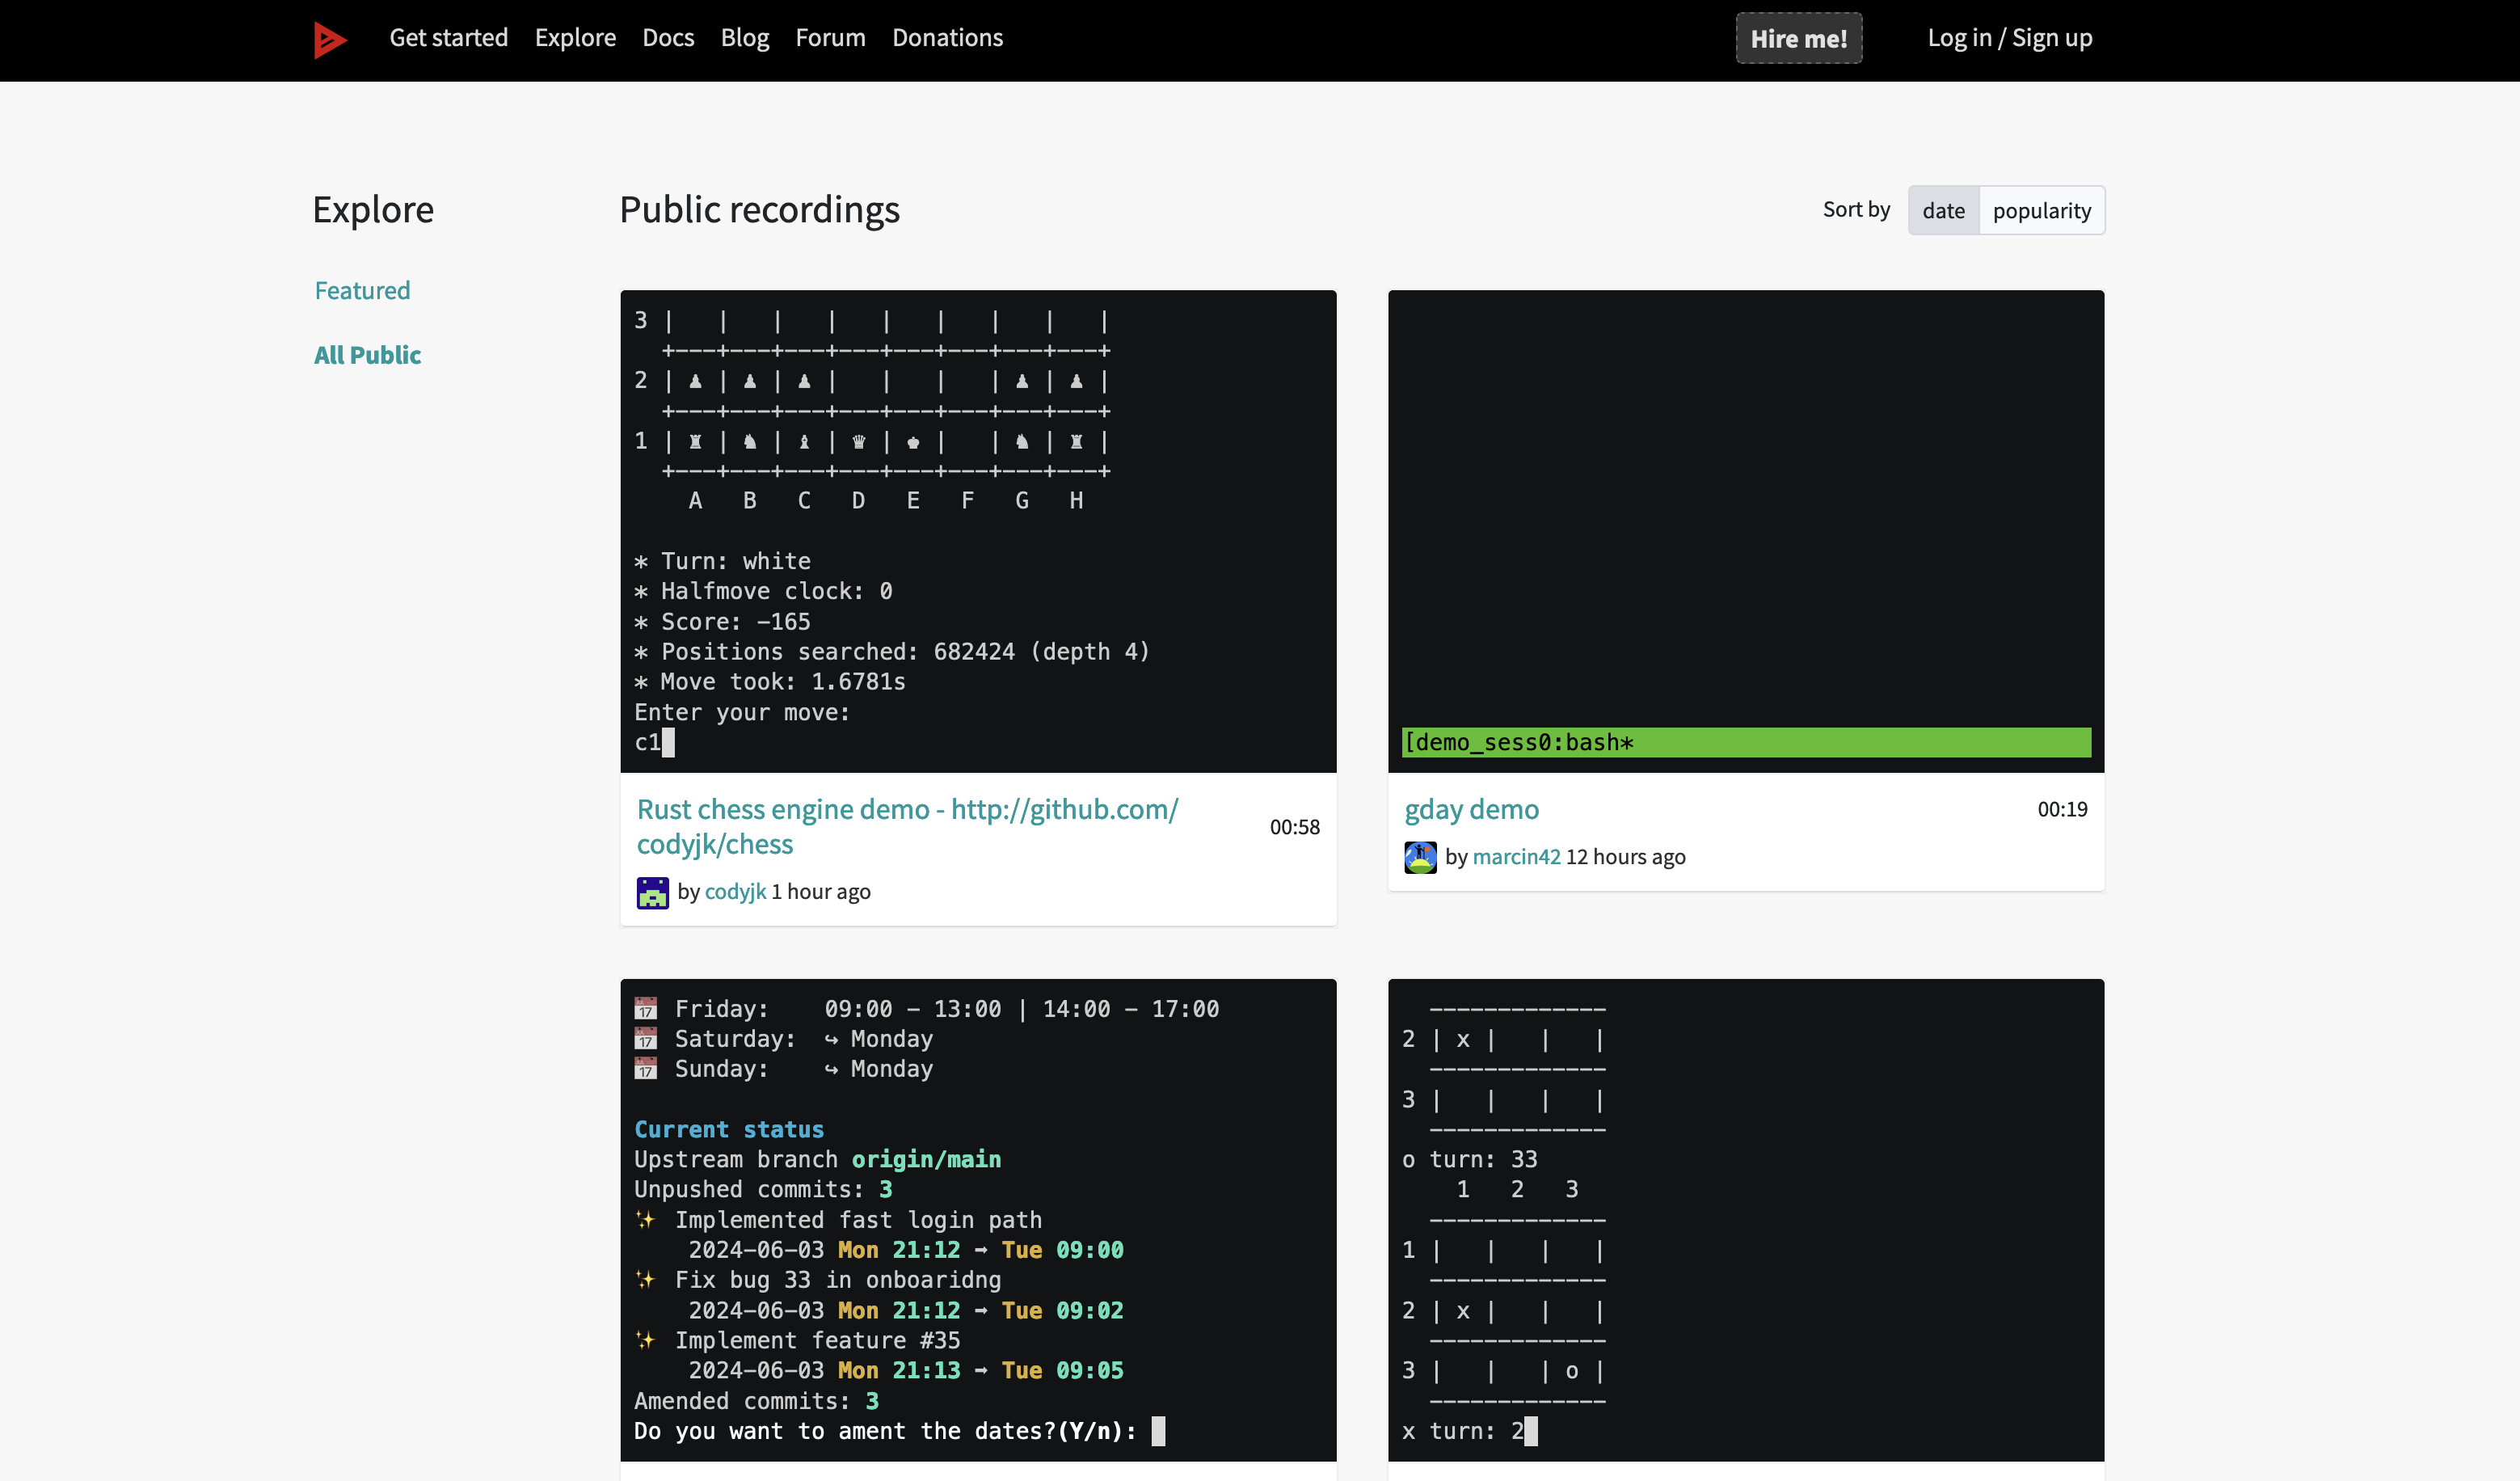 Get started Explore Docs Blog Forum Donations Hire me! Log in / Sign up
Explore
Featured
All Public
Public recordings
Sort by date popularity
3 |   |   |   |   |   |   |   |   |
+---+---+---+---+---+---+---+---+
2 | ♟ | ♟ | ♟ |   |   |   | ♟ | ♟ |
+---+---+---+---+---+---+---+---+
1 | ♜ | ♞ | ♝ | ♛ | ♚ |   | ♞ | ♜ |
+---+---+---+---+---+---+---+---+
A B C D E F G H
* Turn: white
* Halfmove clock: 0
* Score: -165
* Positions searched: 682424 (depth 4)
* Move took: 1.6781s
Enter your move:
c1
Rust chess engine demo - http://github.com/
codyjk/chess
00:58
by codyjk 1 hour ago
[demo_sess0:bash*
gday demo
00:19
by marcin42 12 hours ago
17 Friday: 09:00 - 13:00 | 14:00 - 17:00
17 Saturday: ↪ Monday
17 Sunday: ↪ Monday
Current status
Upstream branch origin/main
Unpushed commits: 3
✨ Implemented fast login path
2024-06-03 Mon 21:12 ➡ Tue 09:00
✨ Fix bug 33 in onboaridng
2024-06-03 Mon 21:12 ➡ Tue 09:02
✨ Implement feature #35
2024-06-03 Mon 21:13 ➡ Tue 09:05
Amended commits: 3
Do you want to ament the dates?(Y/n):
-------------
2 | x |   |   |
-------------
3 |   |   |   |
-------------
o turn: 33
1 2 3
-------------
1 |   |   |   |
-------------
2 | x |   |   |
-------------
3 |   |   | o |
-------------
x turn: 2